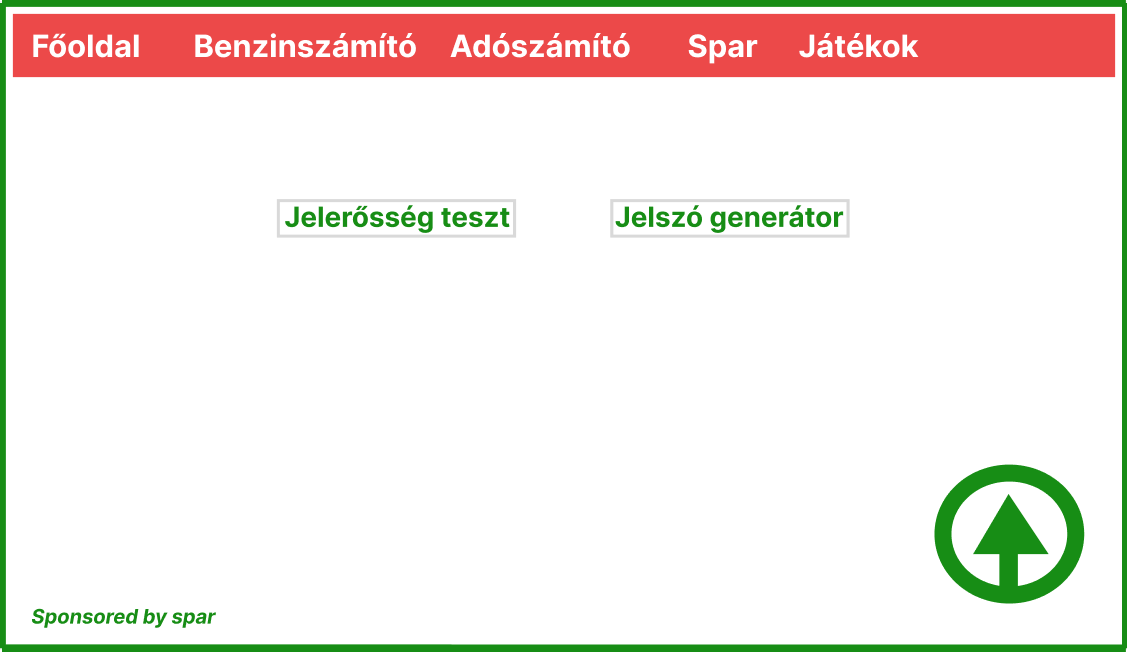 Főoldal Benzinszámító Adószámító Spar Játékok
Jelerősség teszt Jelszó generátor
Sponsored by spar